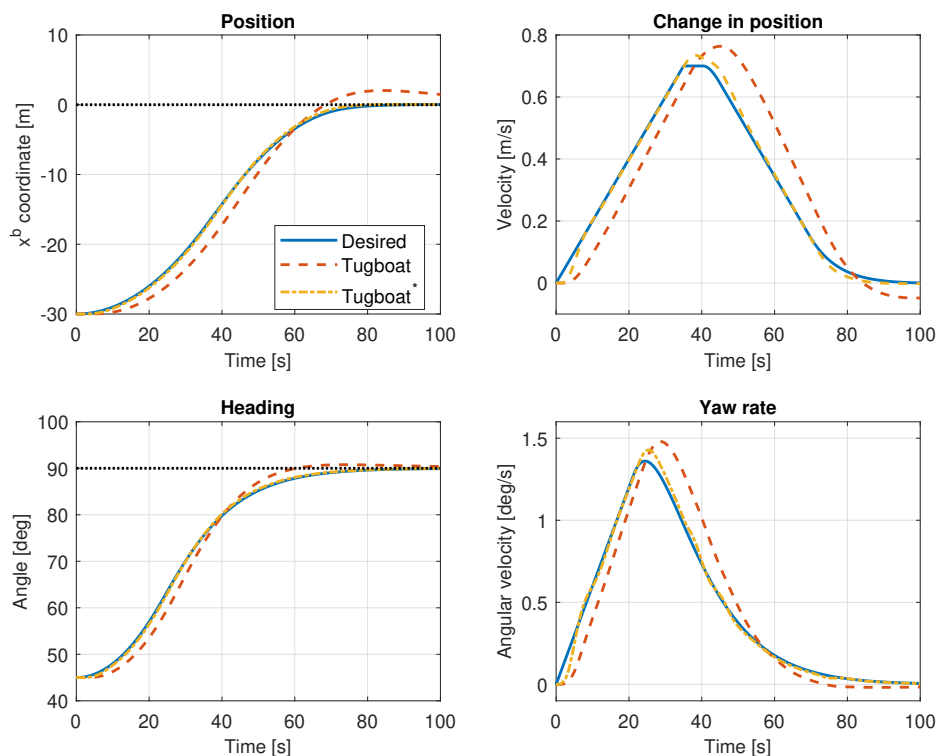 Position
10
0
-10
-20
-30
x^b coordinate [m]
0 20 40 60 80 100
Time [s]
Desired
Tugboat
Tugboat*
Change in position
0.8
0.6
0.4
0.2
0
Velocity [m/s]
0 20 40 60 80 100
Time [s]
Heading
100
90
80
70
60
50
40
Angle [deg]
0 20 40 60 80 100
Time [s]
Yaw rate
1.5
1
0.5
0
Angular velocity [deg/s]
0 20 40 60 80 100
Time [s]